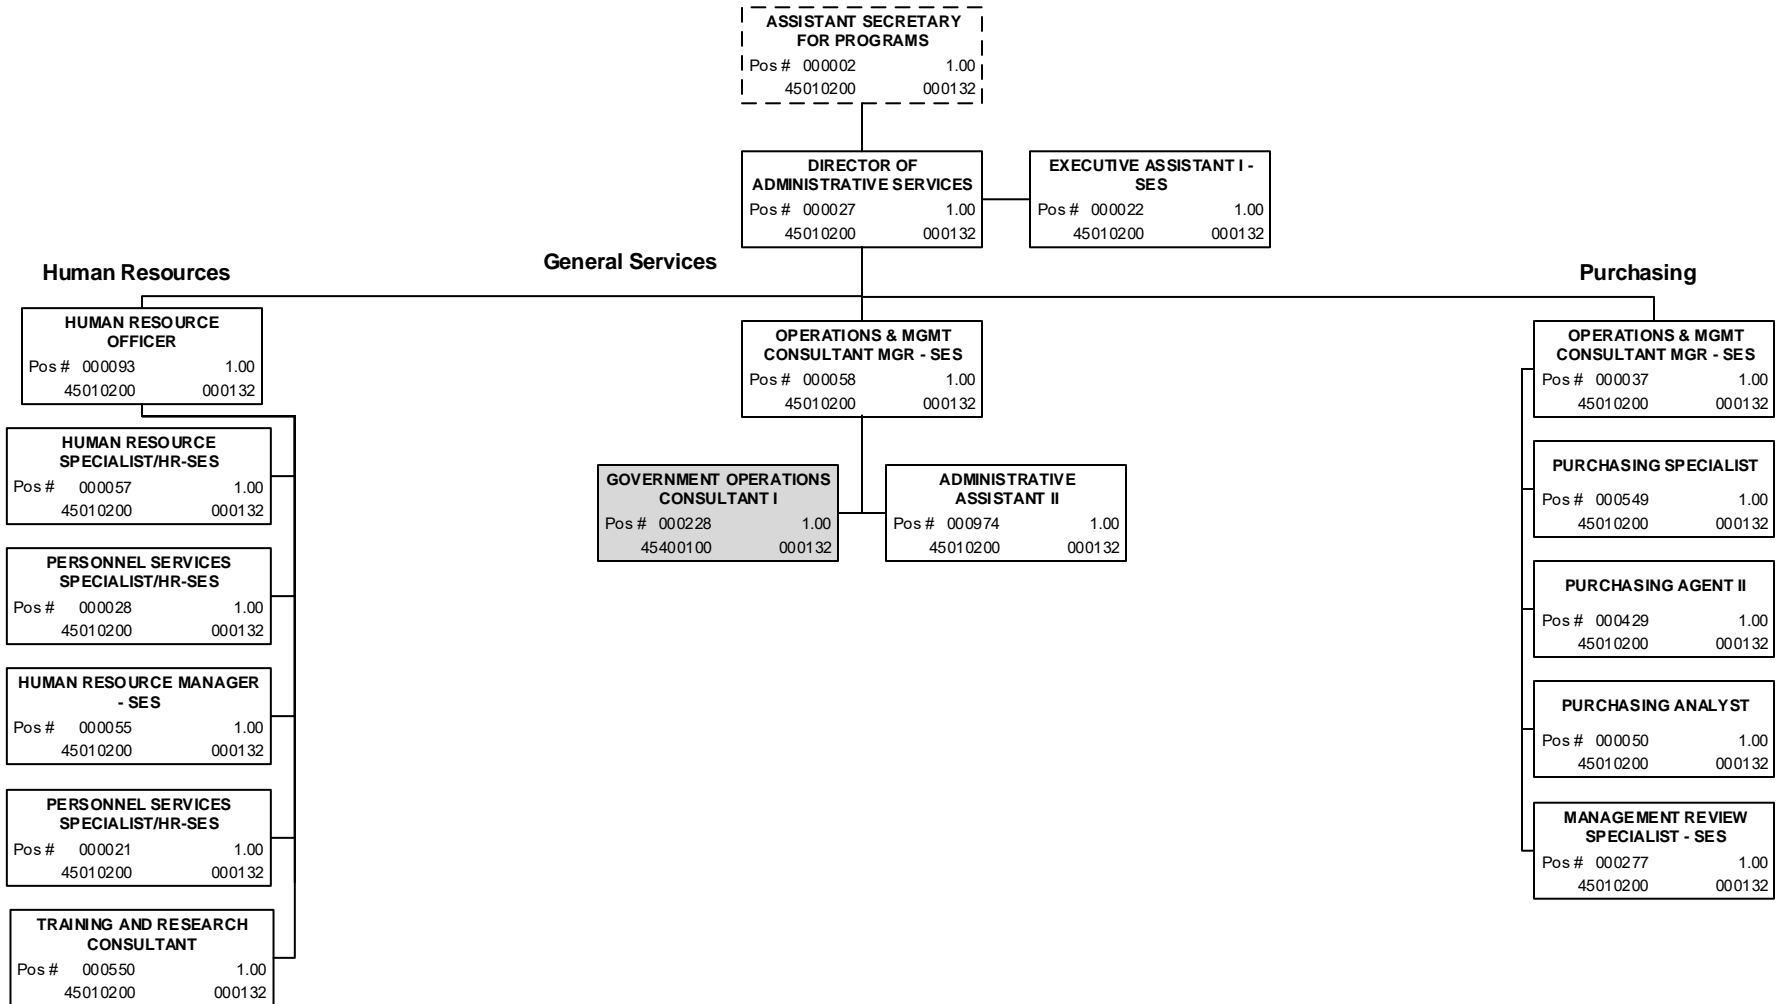 ASSISTANT SECRETARY
FOR PROGRAMS
Pos # 000002 1.00
45010200 000132
DIRECTOR OF
ADMINISTRATIVE SERVICES
Pos # 000027 1.00
45010200 000132
EXECUTIVE ASSISTANT I -
SES
Pos # 000022 1.00
45010200 000132
Human Resources
General Services
Purchasing
HUMAN RESOURCE
OFFICER
Pos # 000093 1.00
45010200 000132
HUMAN RESOURCE
SPECIALIST/HR-SES
Pos # 000057 1.00
45010200 000132
PERSONNEL SERVICES
SPECIALIST/HR-SES
Pos # 000028 1.00
45010200 000132
HUMAN RESOURCE MANAGER
- SES
Pos # 000055 1.00
45010200 000132
PERSONNEL SERVICES
SPECIALIST/HR-SES
Pos # 000021 1.00
45010200 000132
TRAINING AND RESEARCH
CONSULTANT
Pos # 000550 1.00
45010200 000132
OPERATIONS & MGMT
CONSULTANT MGR - SES
Pos # 000058 1.00
45010200 000132
GOVERNMENT OPERATIONS
CONSULTANT I
Pos # 000228 1.00
45400100 000132
ADMINISTRATIVE
ASSISTANT II
Pos # 000974 1.00
45010200 000132
OPERATIONS & MGMT
CONSULTANT MGR - SES
Pos # 000037 1.00
45010200 000132
PURCHASING SPECIALIST
Pos # 000549 1.00
45010200 000132
PURCHASING AGENT II
Pos # 000429 1.00
45010200 000132
PURCHASING ANALYST
Pos # 000050 1.00
45010200 000132
MANAGEMENT REVIEW
SPECIALIST - SES
Pos # 000277 1.00
45010200 000132